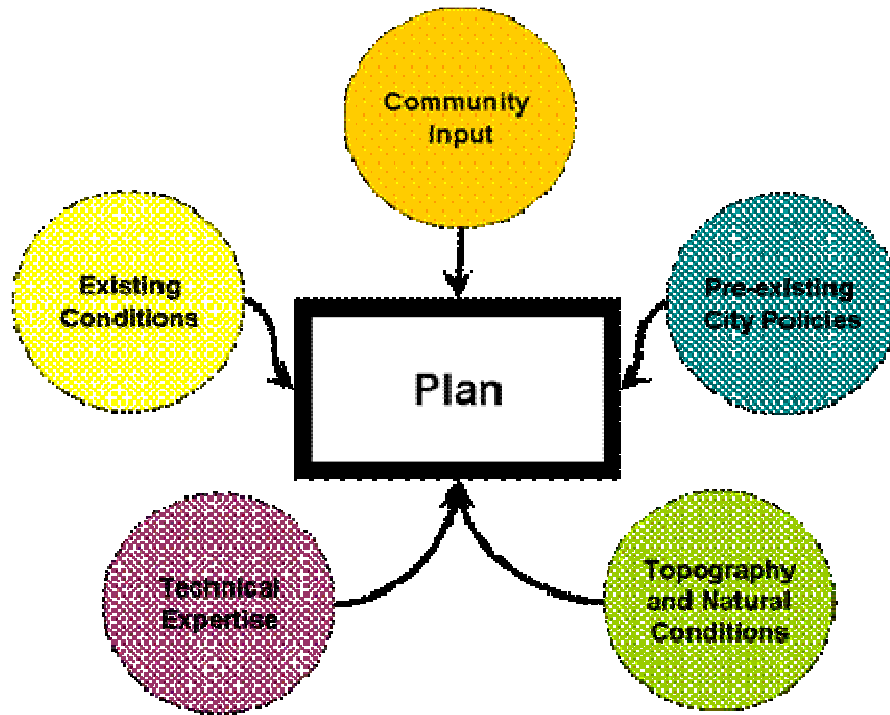 Community
Input
Existing
Conditions
Pre-existing
City Policies
Plan
Technical
Expertise
Topography
and Natural
Conditions